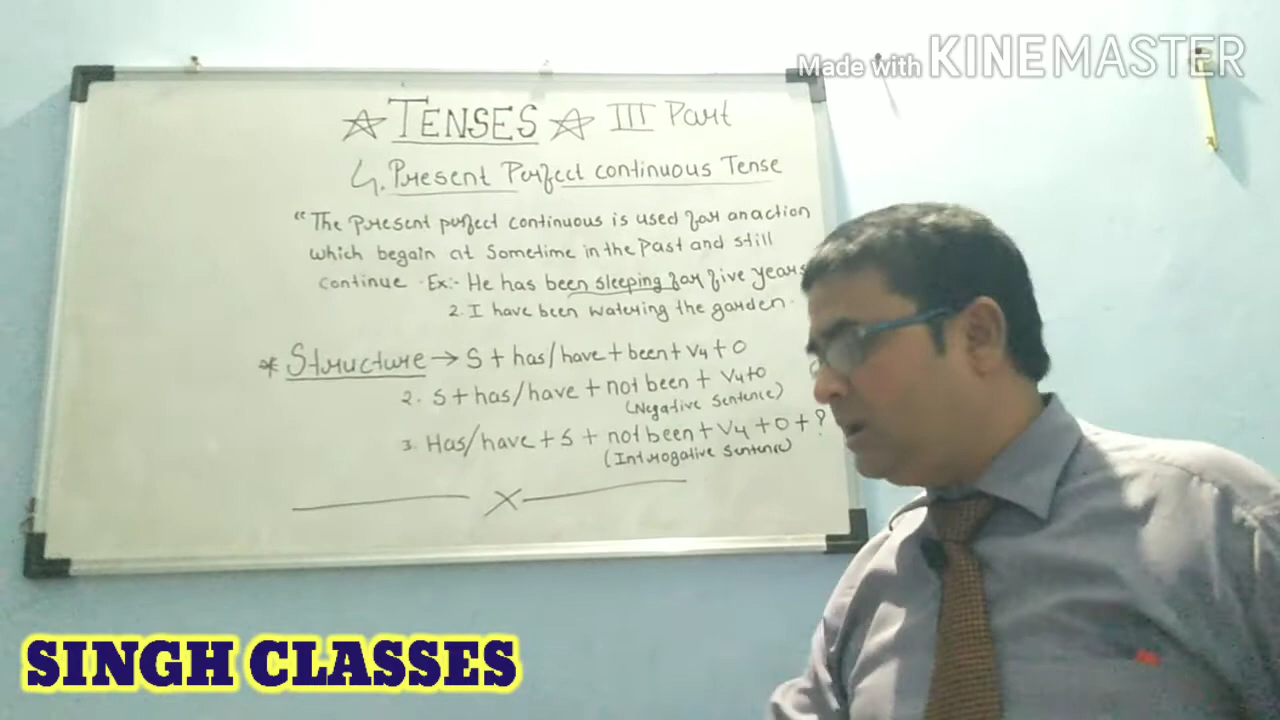 Made with KINEMASTER
☆ TENSES ☆ III Part
4. Present Perfect continuous Tense
"The Present perfect continuous is used for an action
which begain at Sometime in the Past and still
continue Ex:- He has been sleeping for five years
2. I have been watering the garden.
* Structure → S + has/have + been + V4 + O
2. S + has/have + not been + V4 + O
(Negative Sentence)
3. Has/have + S + not been + V4 + O + ?
(Introgative Sentence)
X
SINGH CLASSES